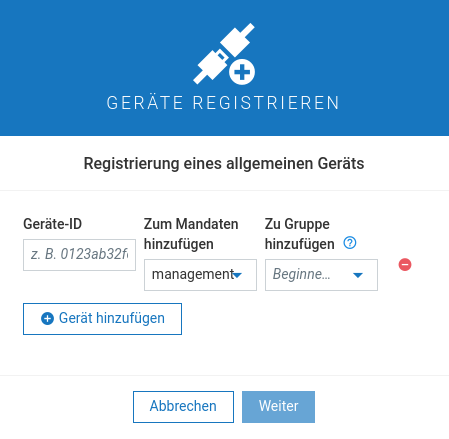 GERÄTE REGISTRIEREN
Registrierung eines allgemeinen Geräts
Geräte-ID
z. B. 0123ab32f
Zum Mandaten
hinzufügen
management
Zu Gruppe
hinzufügen
Beginne...
Gerät hinzufügen
Abbrechen
Weiter